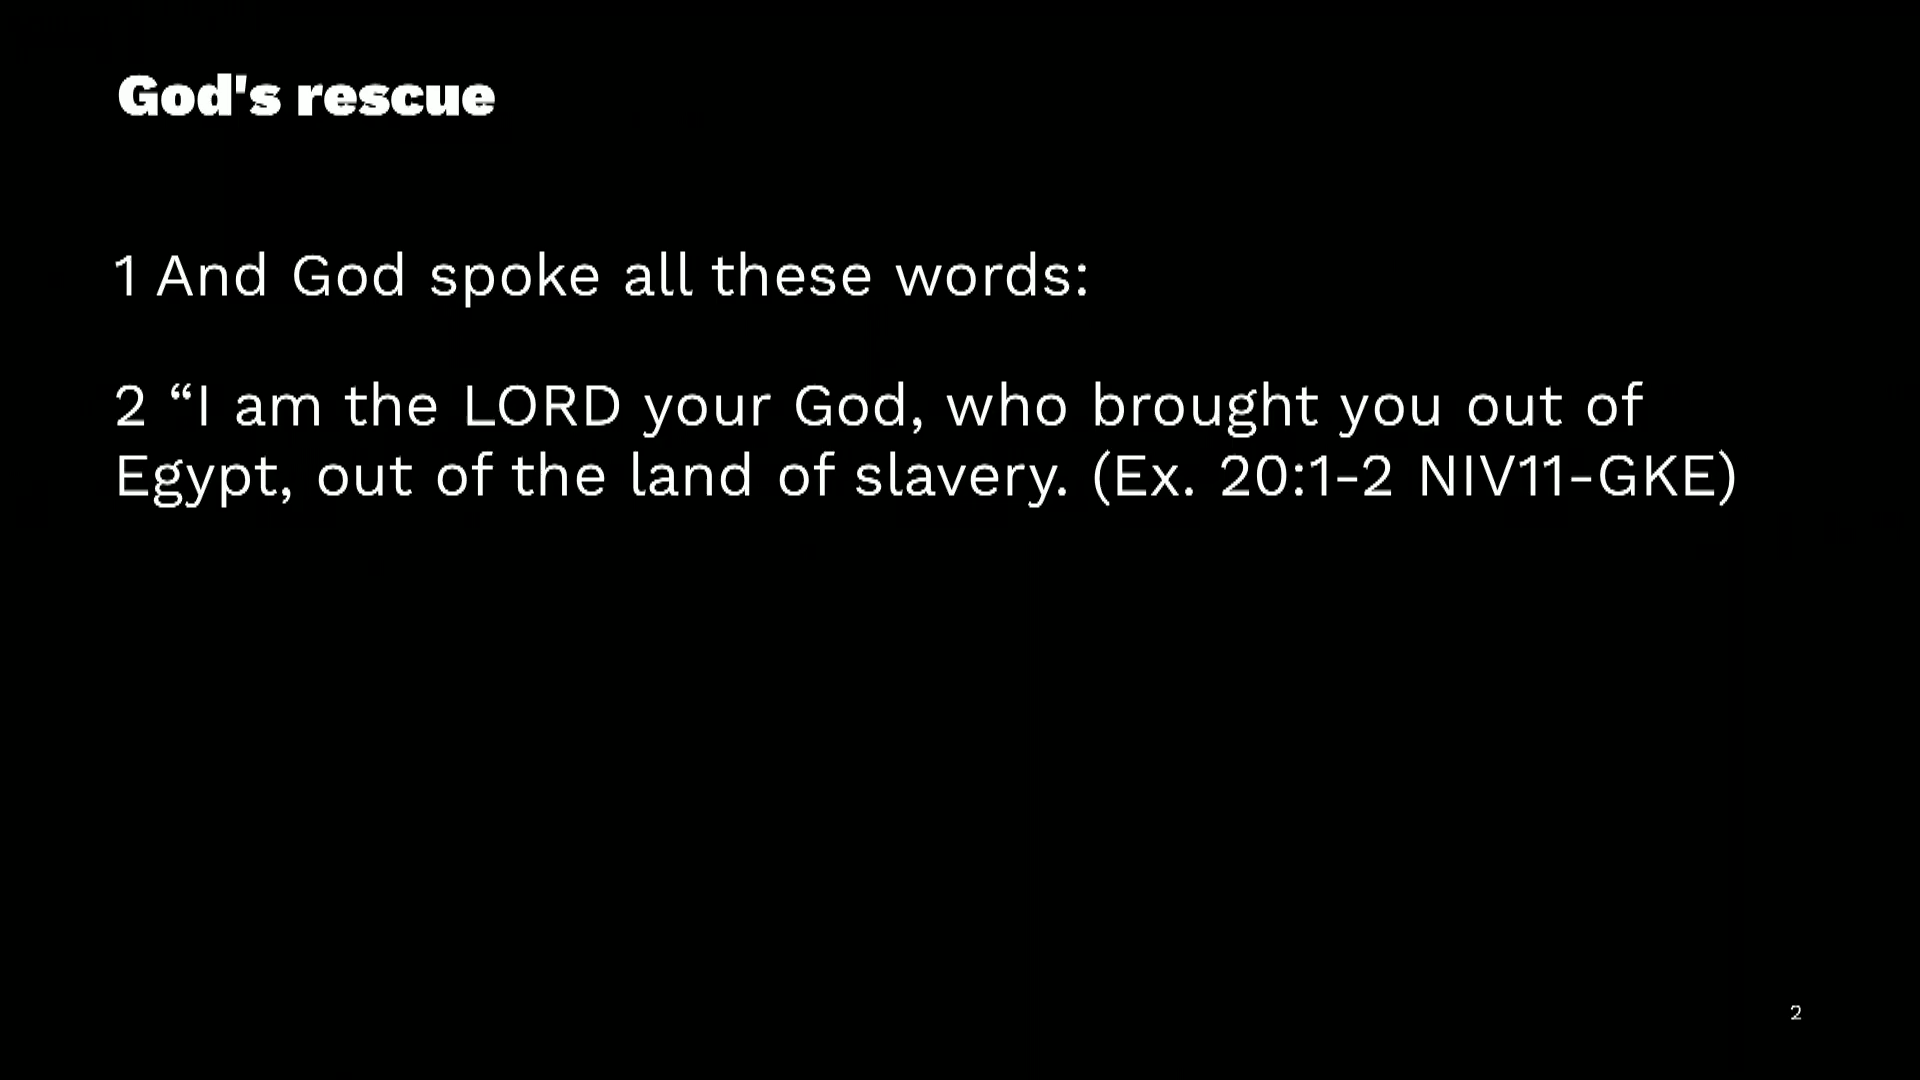 God's rescue
1 And God spoke all these words:
2 “I am the LORD your God, who brought you out of
Egypt, out of the land of slavery. (Ex. 20:1-2 NIV11-GKE)
2